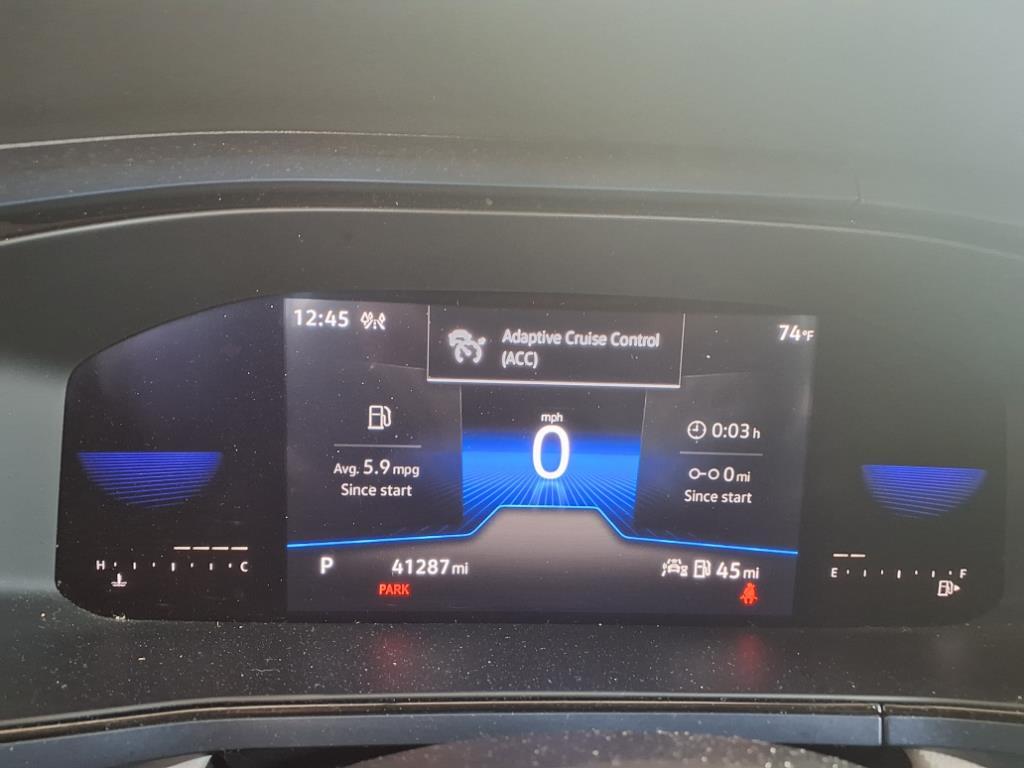 12:45
Adaptive Cruise Control
(ACC)
74°F
mph
0
Avg. 5.9 mpg
Since start
0:03 h
0 mi
Since start
H C
P 41287 mi
PARK
45 mi
E F